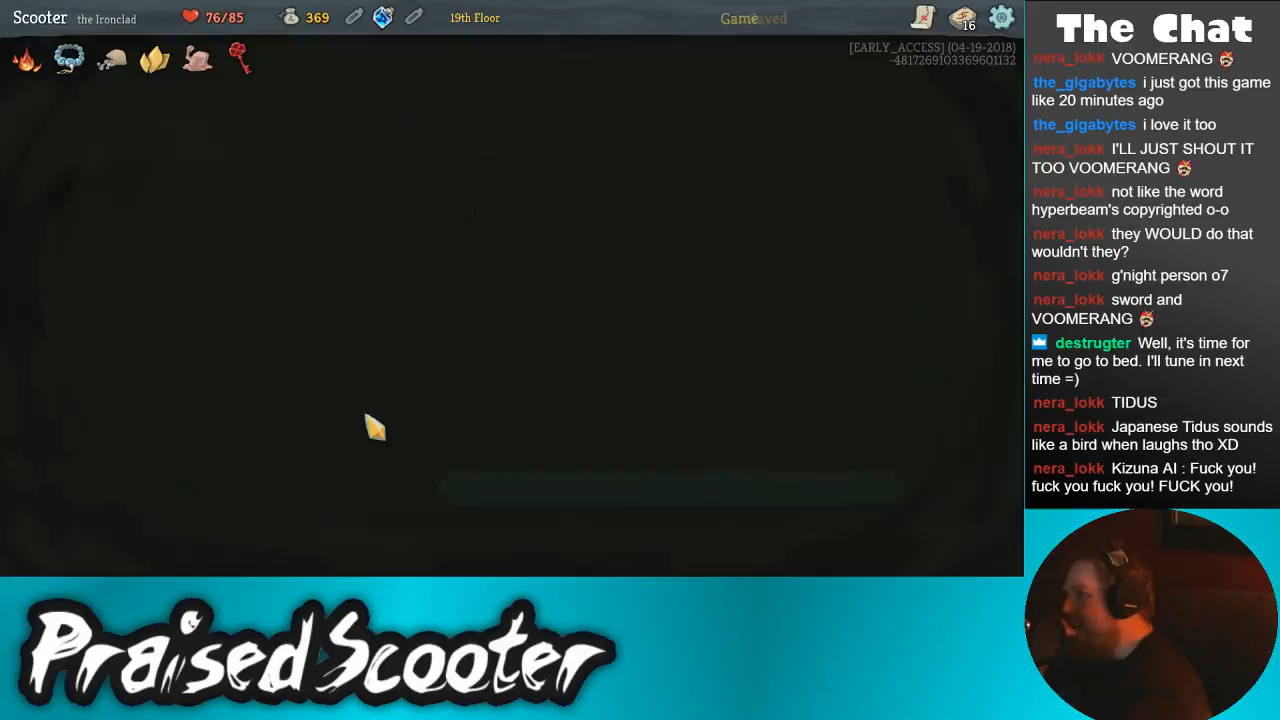 Scooter the Ironclad 76/85 369 19th Floor 16
[EARLY_ACCESS] (04-19-2018)
-4817269103369601132
The Chat
nera_lokk VOOMERANG
the_gigabytes i just got this game
like 20 minutes ago
the_gigabytes i love it too
nera_lokk I'LL JUST SHOUT IT
TOO VOOMERANG
nera_lokk not like the word
hyperbeam's copyrighted o-o
nera_lokk they WOULD do that
wouldn't they?
nera_lokk g'night person o7
nera_lokk sword and
VOOMERANG
destrugter Well, it's time for
me to go to bed. I'll tune in next
time =)
nera_lokk TIDUS
nera_lokk Japanese Tidus sounds
like a bird when laughs tho XD
nera_lokk Kizuna AI : Fuck you!
fuck you fuck you! FUCK you!
PraisedScooter